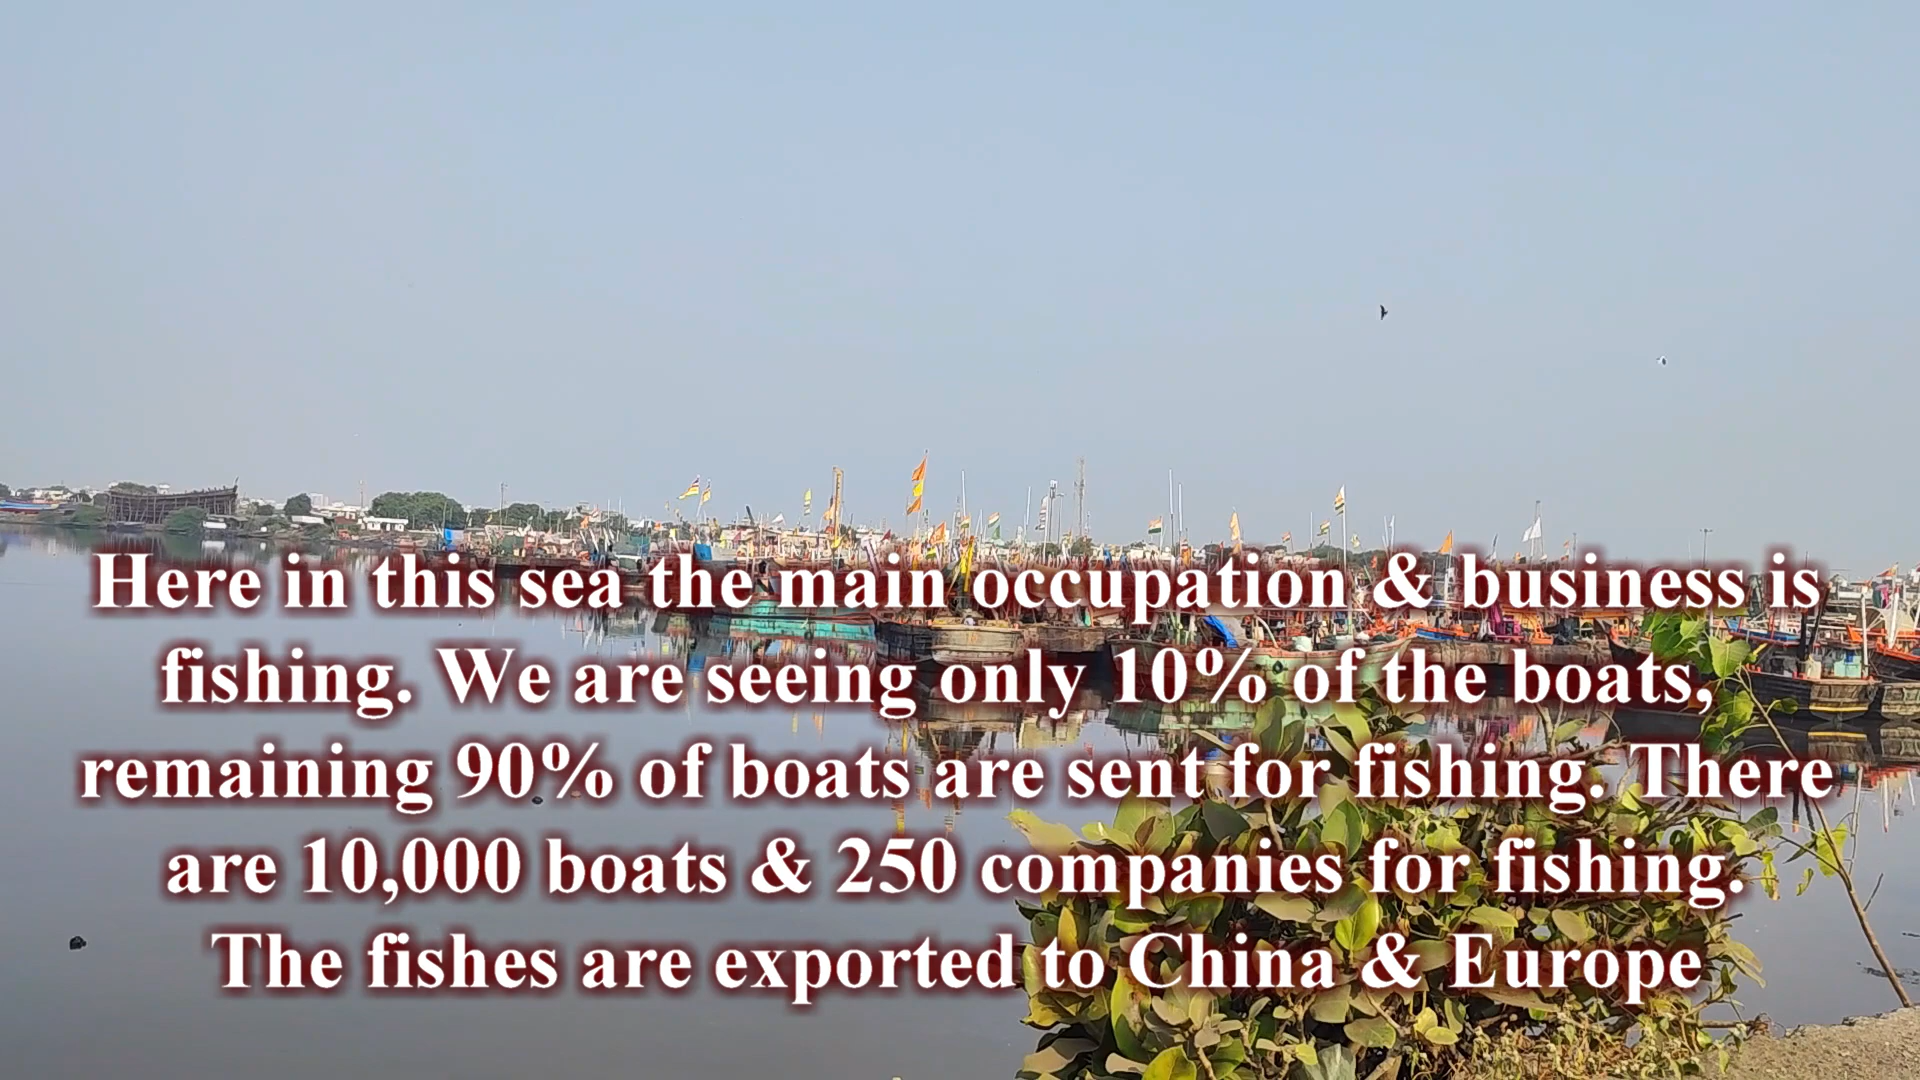 Here in this sea the main occupation & business is
fishing. We are seeing only 10% of the boats,
remaining 90% of boats are sent for fishing. There
are 10,000 boats & 250 companies for fishing.
The fishes are exported to China & Europe